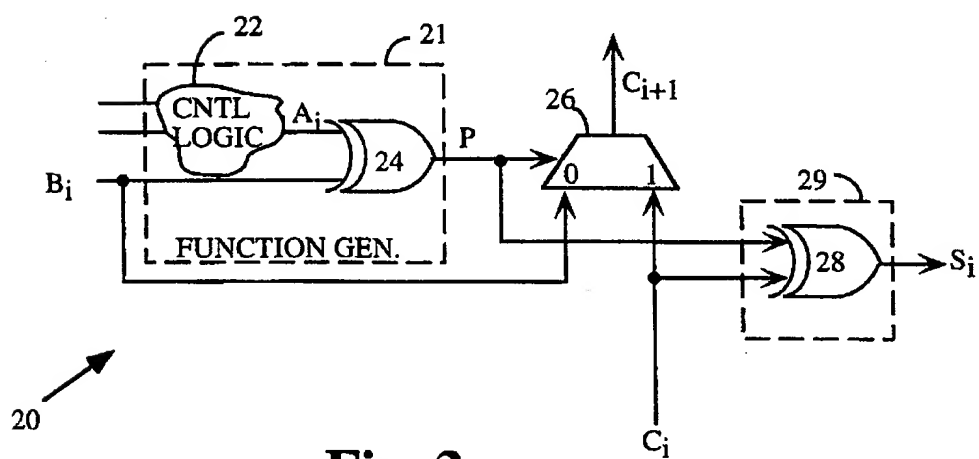 22
21
CNTL
LOGIC
Ai
24
P
Bi
FUNCTION GEN.
26
Ci+1
0 1
29
28
Si
20
Ci